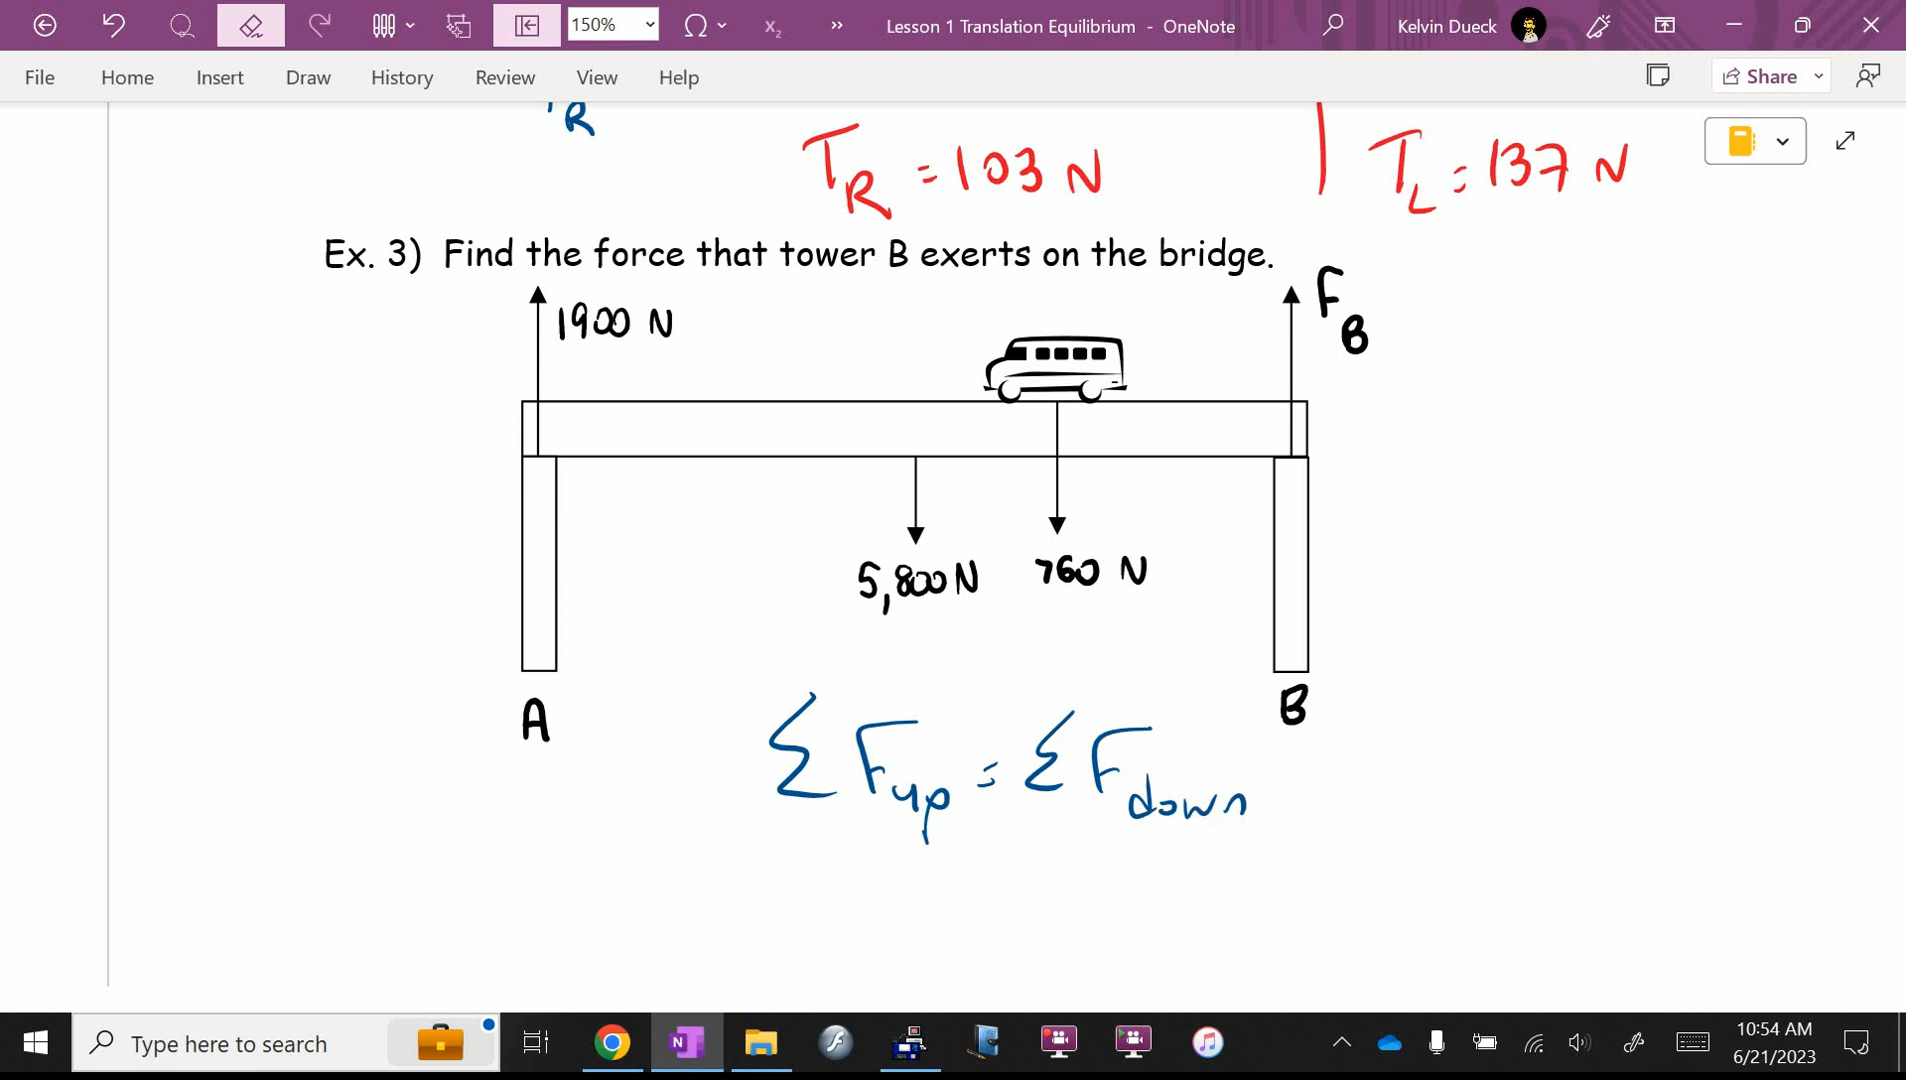 150%
Ω
x₂
»
Lesson 1 Translation Equilibrium - OneNote
Kelvin Dueck
File Home Insert Draw History Review View Help
Share
R
T_R = 103 N
T_L = 137 N
Ex. 3) Find the force that tower B exerts on the bridge.
1900 N
F_B
5,800 N
760 N
A
B
Σ F_up = Σ F_down
Type here to search
N
10:54 AM
6/21/2023